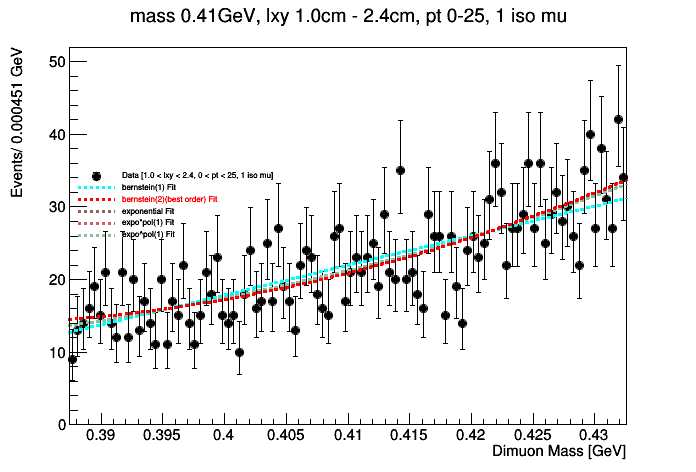 mass 0.41GeV, lxy 1.0cm - 2.4cm, pt 0-25, 1 iso mu
Events/ 0.000451 GeV
50
40
30
20
10
0
Data [1.0 < lxy < 2.4, 0 < pt < 25, 1 iso mu]
bernstein(1) Fit
bernstein(2)(best order) Fit
exponential Fit
expo*pol(1) Fit
expo^pol(1) Fit
0.39 0.395 0.4 0.405 0.41 0.415 0.42 0.425 0.43
Dimuon Mass [GeV]